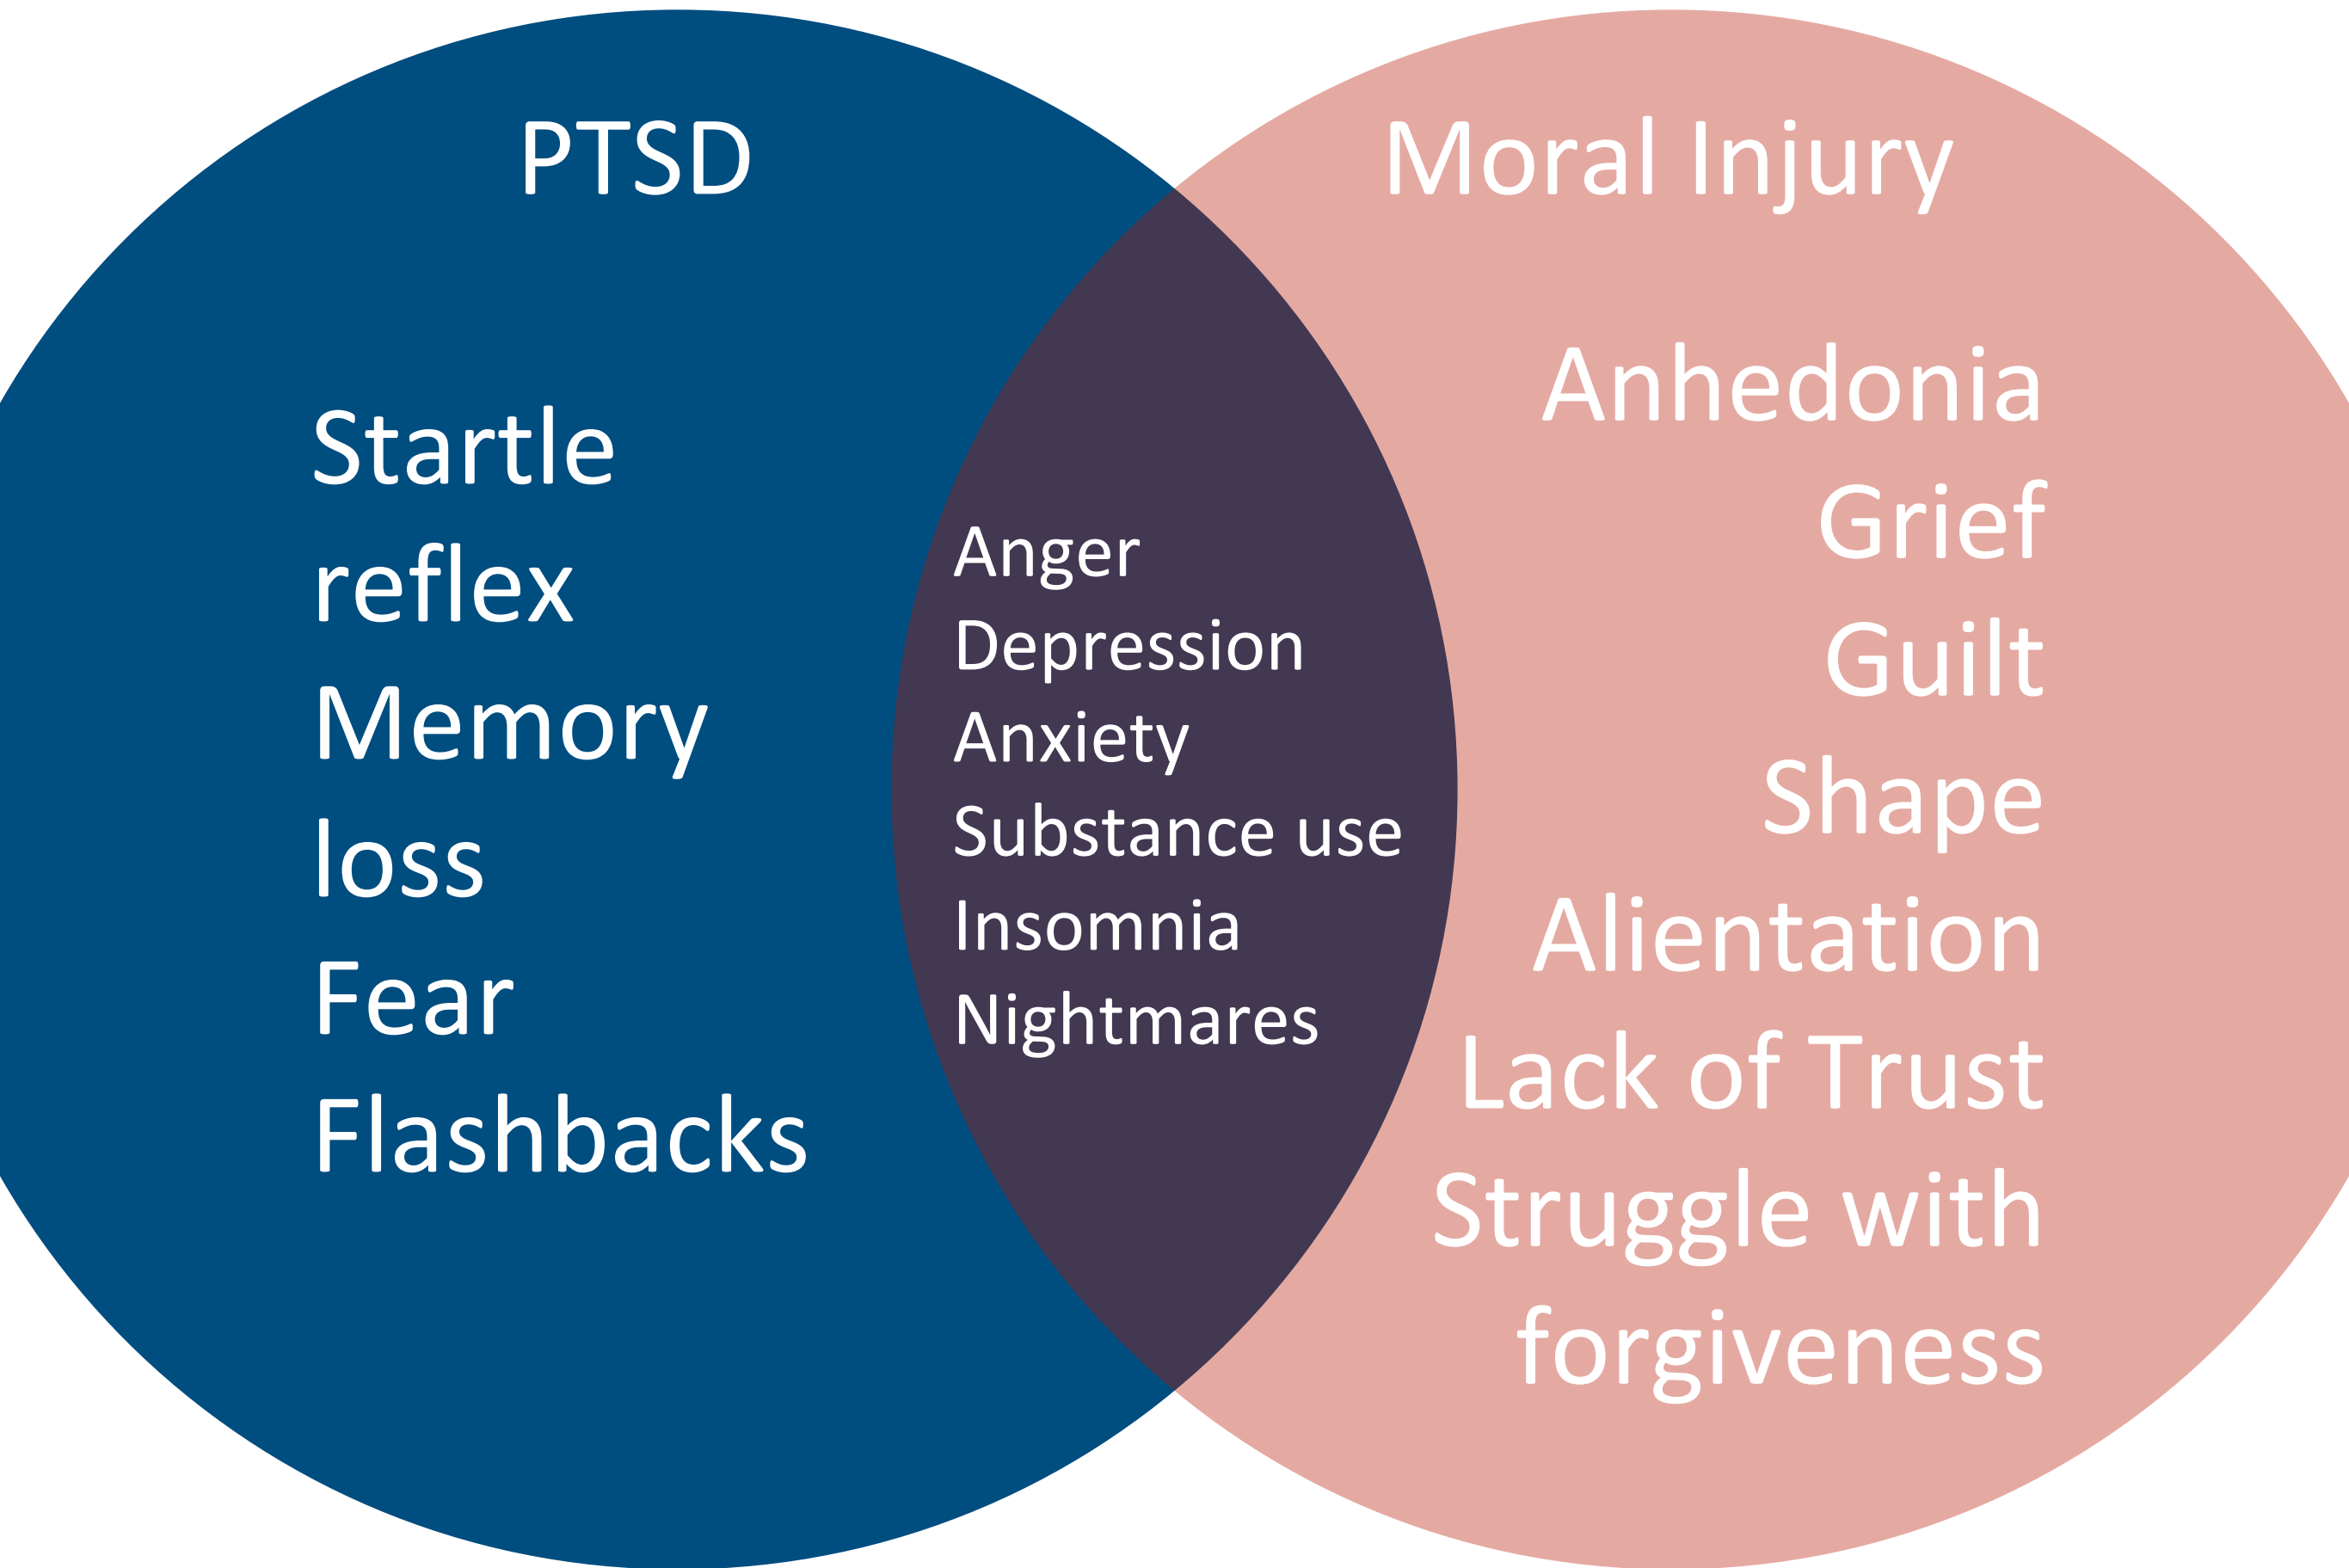 PTSD
Startle
reflex
Memory
loss
Fear
Flashbacks
Anger
Depression
Anxiety
Substance use
Insomnia
Nightmares
Moral Injury
Anhedonia
Grief
Guilt
Shape
Alientation
Lack of Trust
Struggle with
forgiveness